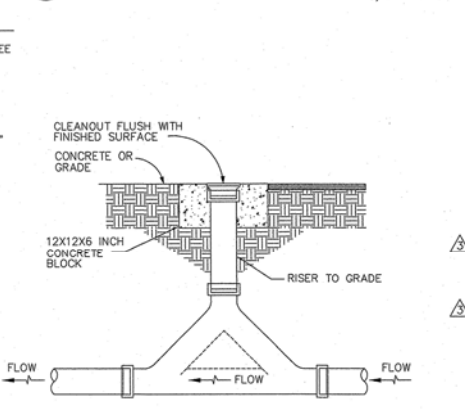 EE
CLEANOUT FLUSH WITH
FINISHED SURFACE
CONCRETE OR
GRADE
12X12X6 INCH
CONCRETE
BLOCK
RISER TO GRADE
3
3
FLOW
FLOW
FLOW